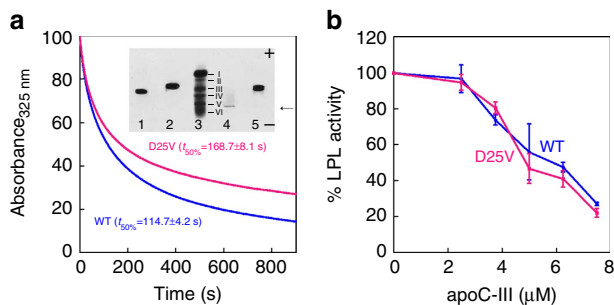 a
100
80
60
40
20
0
Absorbance325 nm
0 200 400 600 800
Time (s)
+
I
II
III
IV
V
VI
←
1 2 3 4 5 –
D25V (t50%=168.7±8.1 s)
WT (t50%=114.7±4.2 s)
b
120
100
80
60
40
20
0
% LPL activity
WT
D25V
0 2 4 6 8
apoC-III (μM)